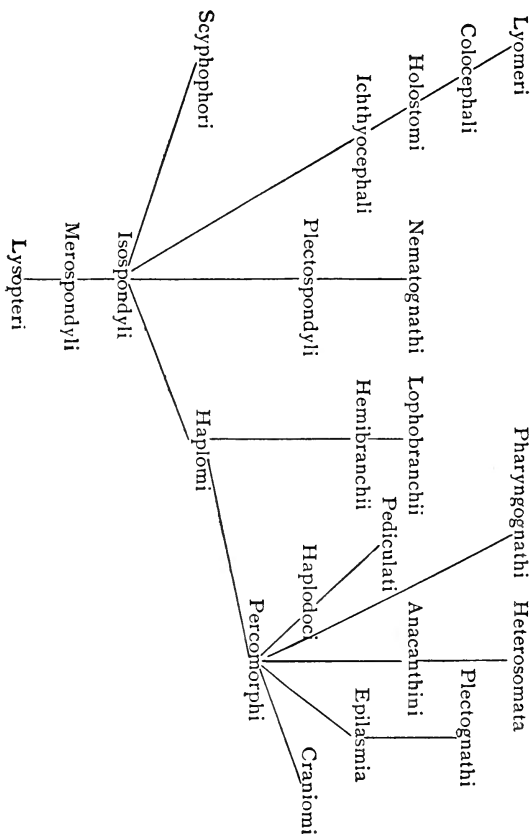 Lyomeri Pharyngognathi Heterosomata
Colocephali Plectognathi
Holostomi Nematognathi Lophobranchii Anacanthini
Pediculati
Ichthyocephali Hemibranchii Epilasmia
Plectospondyli Haplodoci Craniomi
Percomorphi
Scyphophori Haplomi
Isospondyli
Merospondyli
Lysopteri